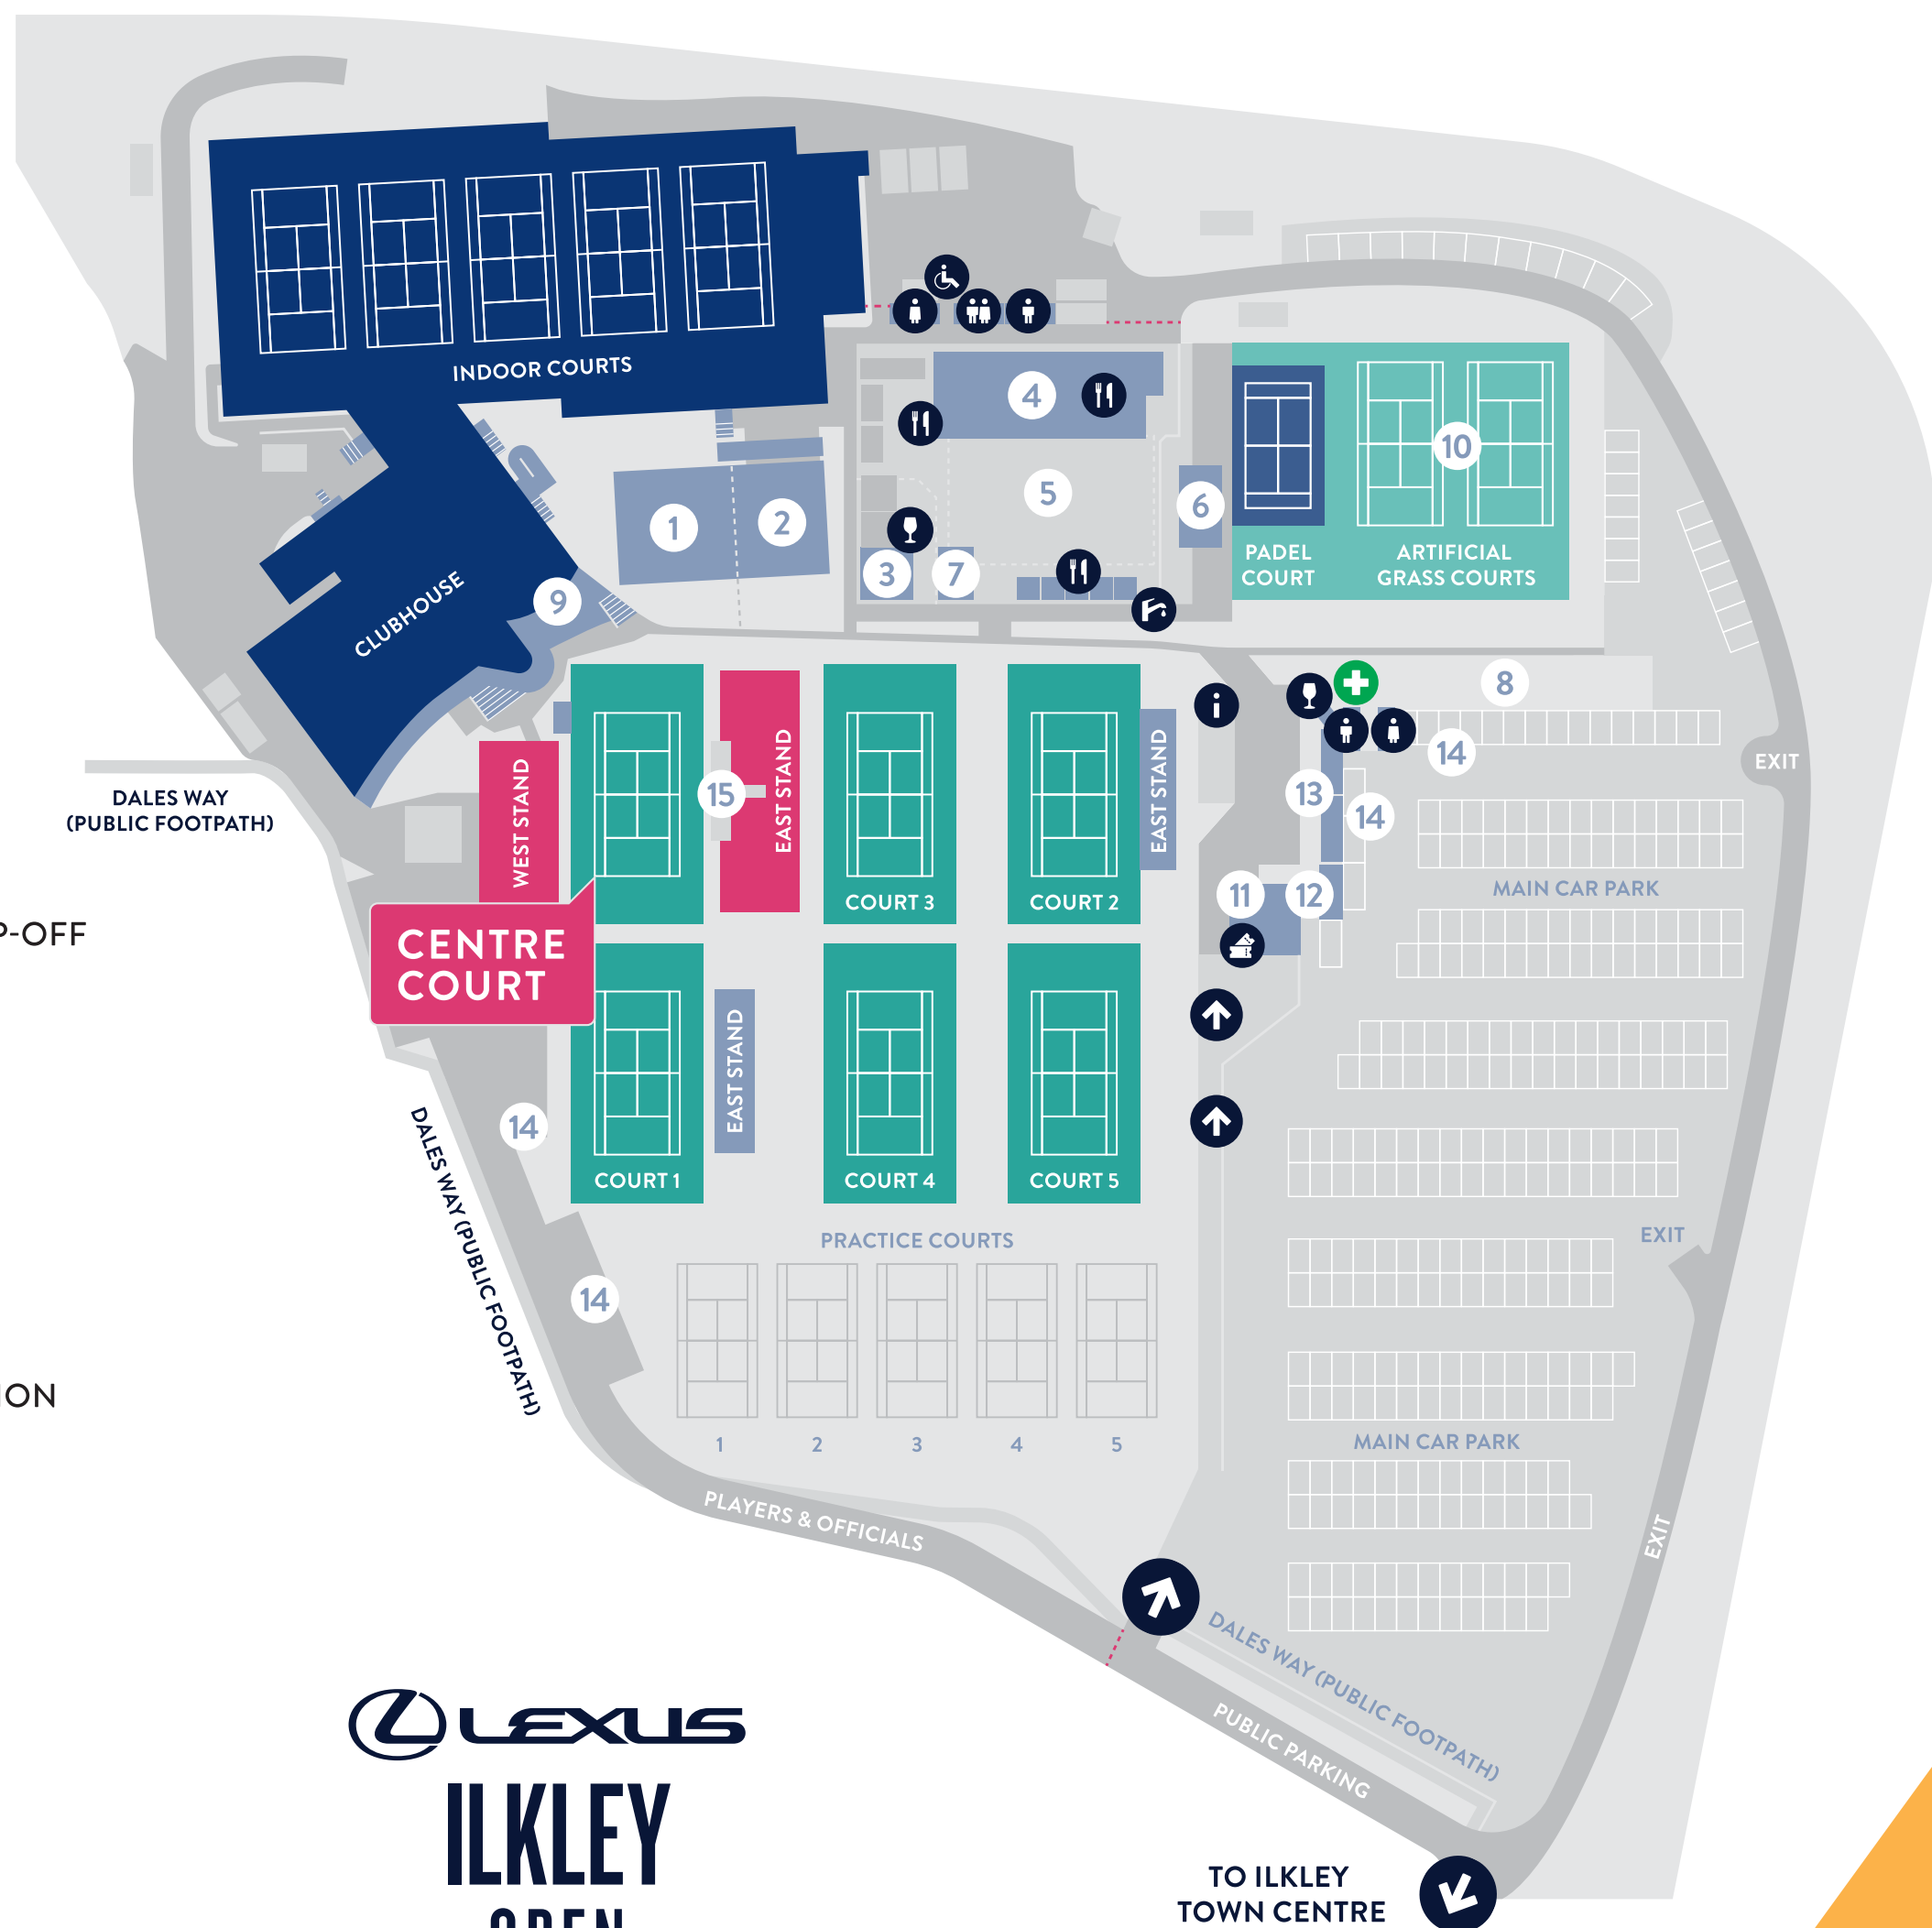 INDOOR COURTS
4
10
5
1
2
6
3
7
PADEL
COURT
ARTIFICIAL
GRASS COURTS
CLUBHOUSE
9
8
i
14
EXIT
DALES WAY
(PUBLIC FOOTPATH)
WEST STAND
15
EAST STAND
EAST STAND
13
14
MAIN CAR PARK
COURT 3
COURT 2
11
12
P-OFF
CENTRE
COURT
EAST STAND
14
DALES WAY (PUBLIC FOOTPATH)
COURT 1
COURT 4
COURT 5
PRACTICE COURTS
EXIT
14
ION
1
2
3
4
5
MAIN CAR PARK
PLAYERS & OFFICIALS
EXIT
DALES WAY (PUBLIC FOOTPATH)
PUBLIC PARKING
LEXUS
ILKLEY
OPEN
TO ILKLEY
TOWN CENTRE